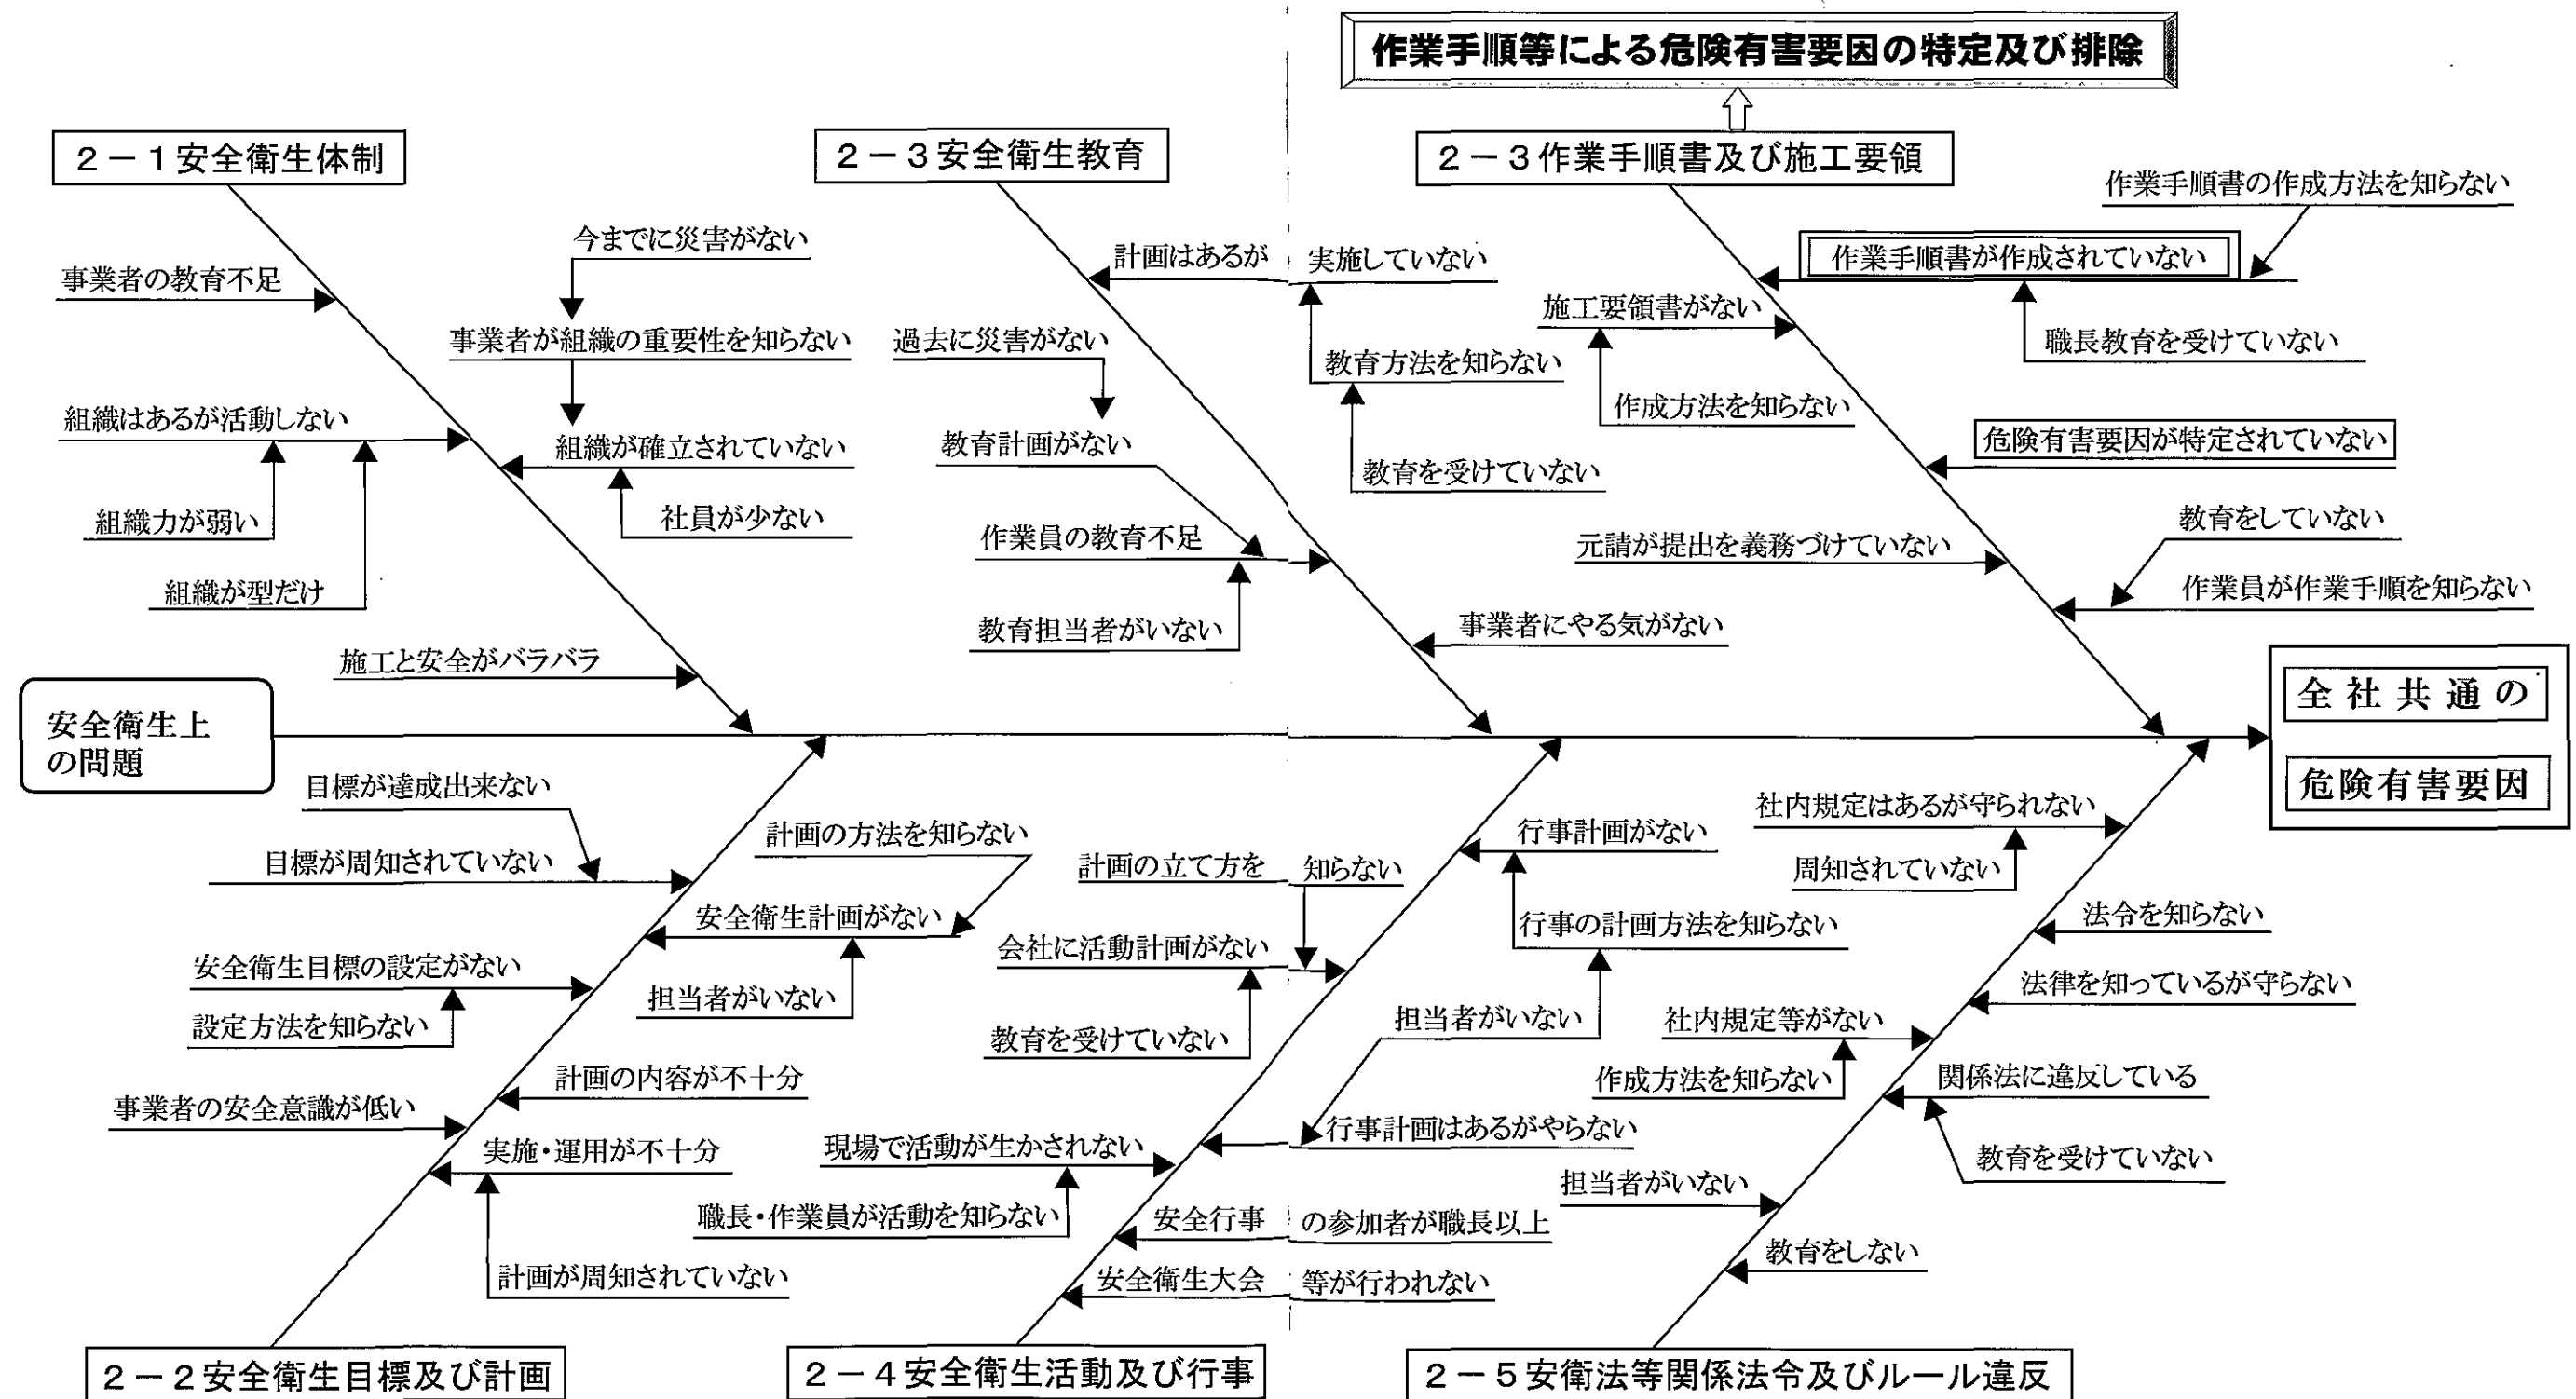 作業手順等による危険有害要因の特定及び排除
2－1安全衛生体制
2－3安全衛生教育
2－3作業手順書及び施工要領
事業者の教育不足
今までに災害がない
事業者が組織の重要性を知らない
組織はあるが活動しない
組織が確立されていない
組織力が弱い
社員が少ない
組織が型だけ
施工と安全がバラバラ
計画はあるが 実施していない
過去に災害がない
教育方法を知らない
教育計画がない
教育を受けていない
作業員の教育不足
教育担当者がいない
事業者にやる気がない
作業手順書の作成方法を知らない
作業手順書が作成されていない
施工要領書がない
職長教育を受けていない
作成方法を知らない
危険有害要因が特定されていない
元請が提出を義務づけていない
教育をしていない
作業員が作業手順を知らない
安全衛生上
の問題
全社共通の
危険有害要因
目標が達成出来ない
目標が周知されていない
計画の方法を知らない
安全衛生計画がない
安全衛生目標の設定がない
担当者がいない
設定方法を知らない
計画の内容が不十分
事業者の安全意識が低い
実施・運用が不十分
計画が周知されていない
行事計画がない
計画の立て方を 知らない
行事の計画方法を知らない
会社に活動計画がない
担当者がいない
教育を受けていない
行事計画はあるがやらない
現場で活動が生かされない
職長・作業員が活動を知らない
安全行事 の参加者が職長以上
安全衛生大会 等が行われない
社内規定はあるが守られない
周知されていない
法令を知らない
法律を知っているが守らない
社内規定等がない
作成方法を知らない
関係法に違反している
教育を受けていない
担当者がいない
教育をしない
2－2安全衛生目標及び計画
2－4安全衛生活動及び行事
2－5安衛法等関係法令及びルール違反